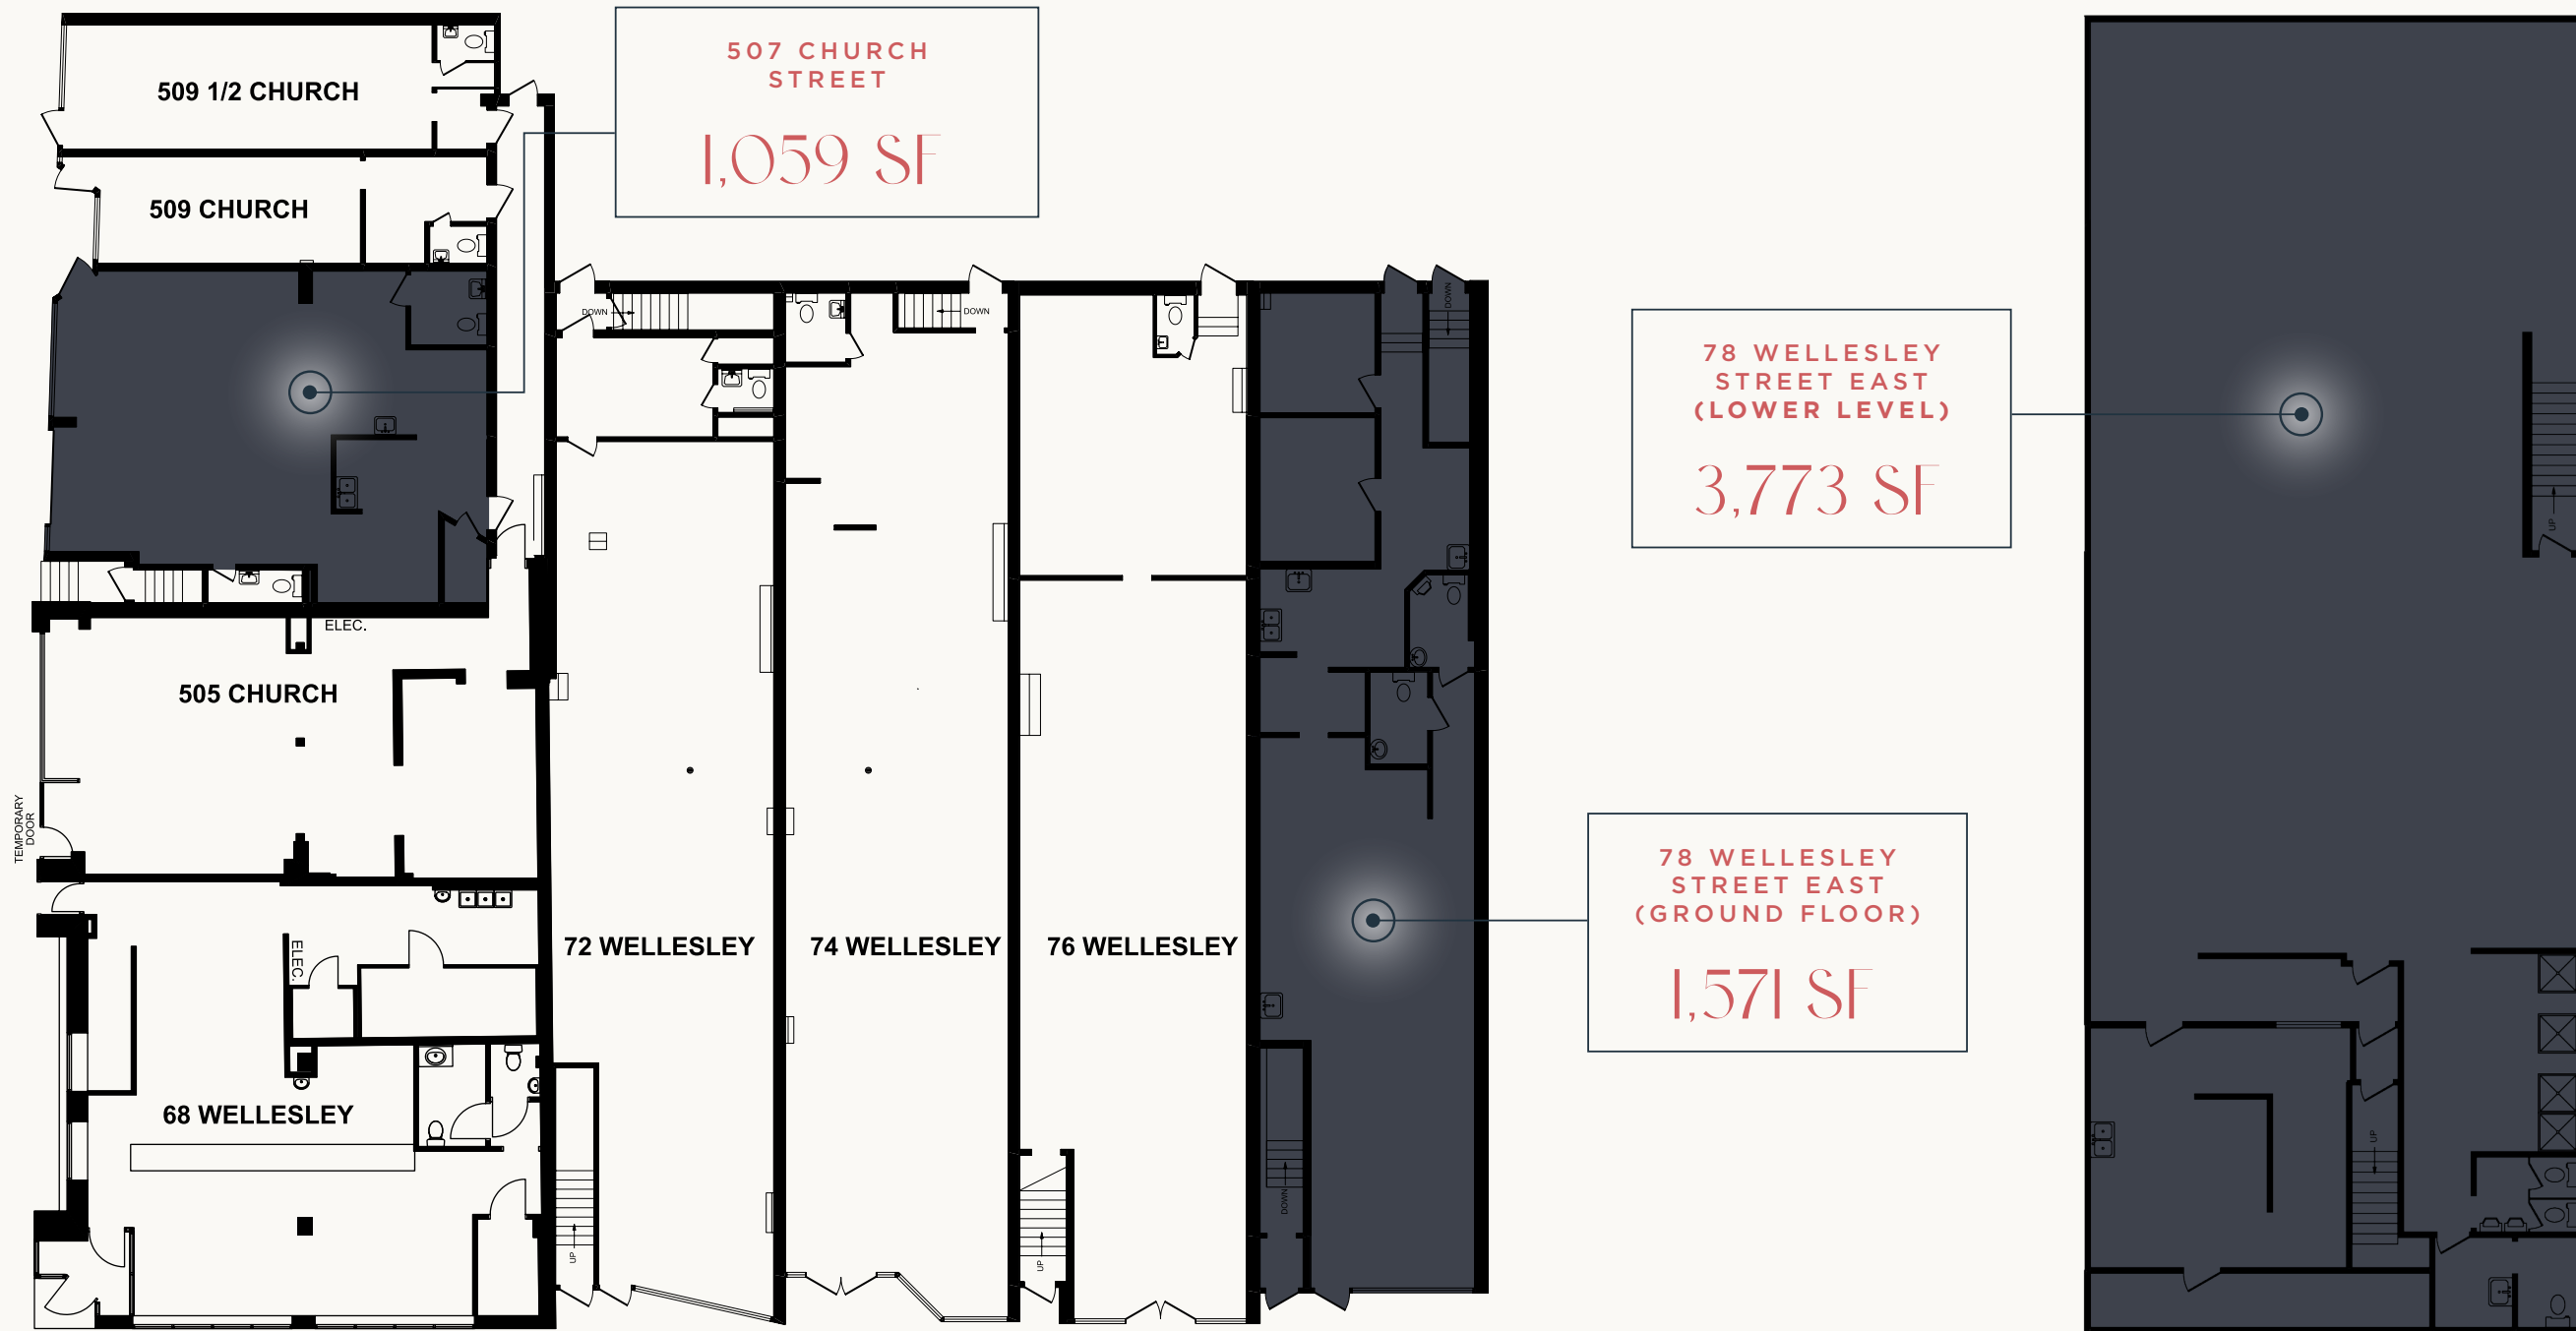 509 1/2 CHURCH
507 CHURCH
STREET
1,059 SF
509 CHURCH
DOWN
DOWN
DOWN
78 WELLESLEY
STREET EAST
(LOWER LEVEL)
3,773 SF
UP
ELEC.
505 CHURCH
TEMPORARY
DOOR
78 WELLESLEY
STREET EAST
(GROUND FLOOR)
1,571 SF
ELEC.
72 WELLESLEY
74 WELLESLEY
76 WELLESLEY
68 WELLESLEY
UP
UP
DOWN
UP